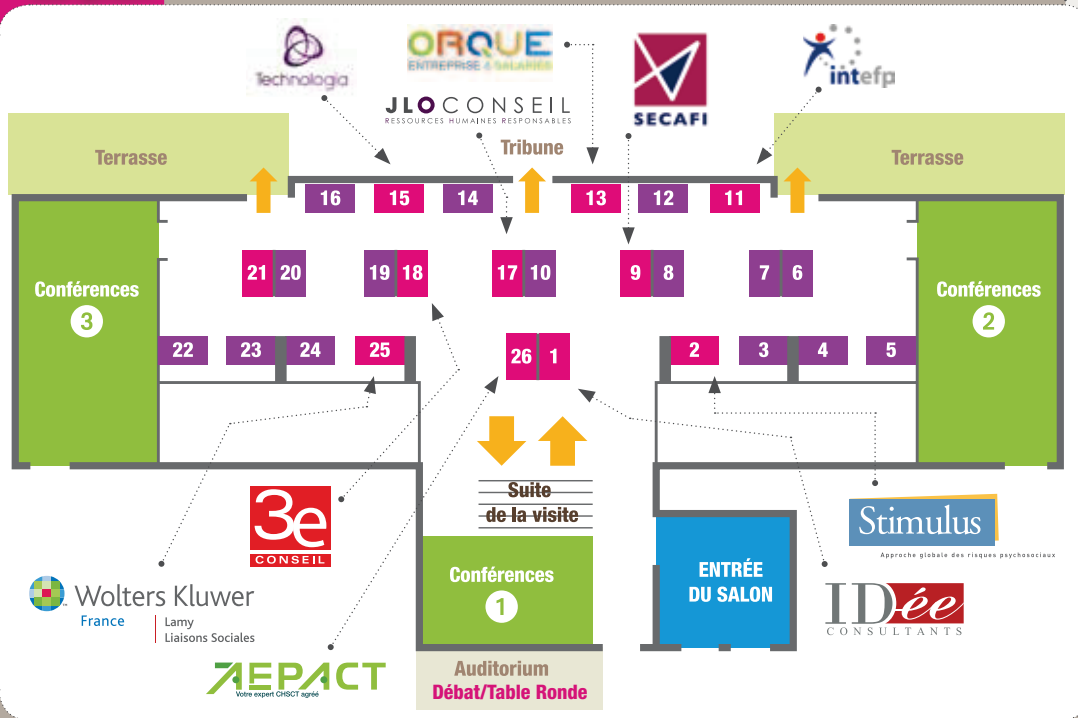 Technologia
ORQUE
ENTREPRISE & SALARIÉS
JLO CONSEIL
RESSOURCES HUMAINES RESPONSABLES
SECAFI
intefp
Terrasse
Tribune
Terrasse
16
15
14
13
12
11
21
20
19
18
17
10
9
8
7
6
Conférences
3
Conférences
2
22
23
24
25
26
1
2
3
4
5
Suite
de la visite
3e
CONSEIL
Stimulus
Approche globale des risques psychosociaux
Conférences
1
ENTRÉE
DU SALON
Wolters Kluwer
France
Lamy
Liaisons Sociales
IDée
CONSULTANTS
AEPACT
Votre expert CHSCT agréé
Auditorium
Débat/Table Ronde